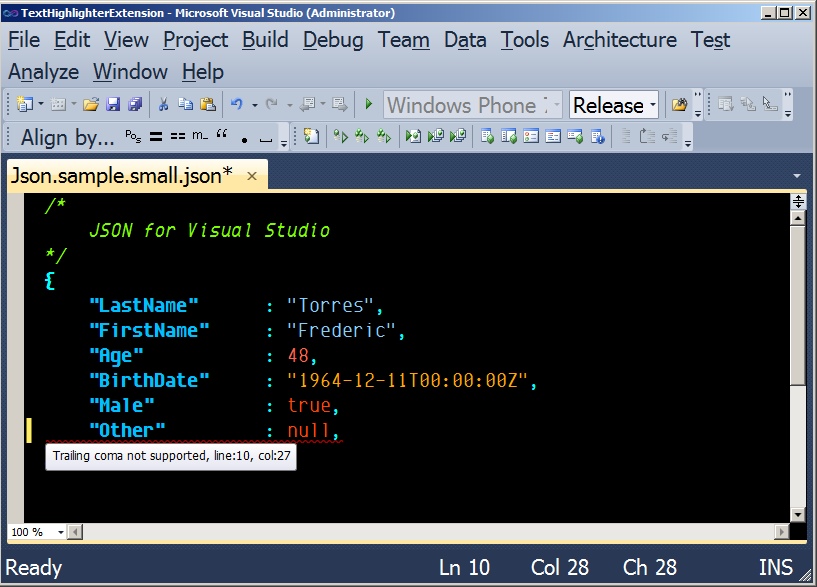 TextHighlighterExtension - Microsoft Visual Studio (Administrator)
File Edit View Project Build Debug Team Data Tools Architecture Test
Analyze Window Help
Windows Phone Release
Align by... Pos
Json.sample.small.json*
/*
JSON for Visual Studio
*/
{
"LastName" : "Torres",
"FirstName" : "Frederic",
"Age" : 48,
"BirthDate" : "1964-12-11T00:00:00Z",
"Male" : true,
"Other" : null,
Trailing coma not supported, line:10, col:27
100 %
Ready Ln 10 Col 28 Ch 28 INS